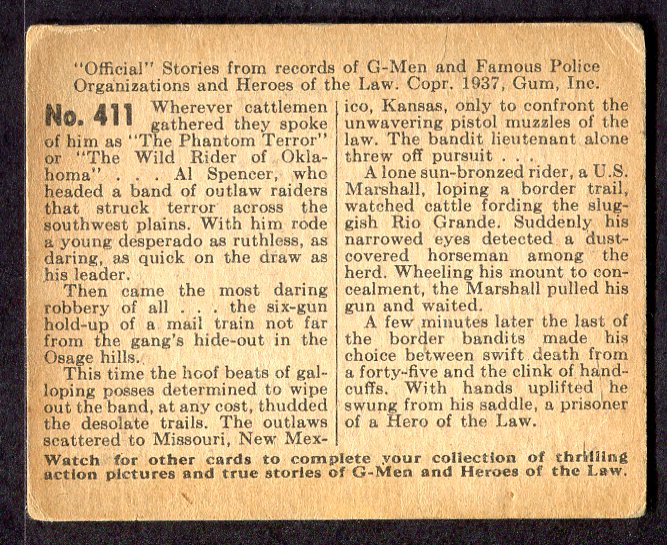 "Official" Stories from records of G-Men and Famous Police
Organizations and Heroes of the Law. Copr. 1937, Gum, Inc.
No. 411 Wherever cattlemen
gathered they spoke
of him as "The Phantom Terror"
or "The Wild Rider of Okla-
homa" . . . Al Spencer, who
headed a band of outlaw raiders
that struck terror across the
southwest plains. With him rode
a young desperado as ruthless, as
daring, as quick on the draw as
his leader.
Then came the most daring
robbery of all . . . the six-gun
hold-up of a mail train not far
from the gang's hide-out in the
Osage hills.
This time the hoof beats of gal-
loping posses determined to wipe
out the band, at any cost, thudded
the desolate trails. The outlaws
scattered to Missouri, New Mex-
ico, Kansas, only to confront the
unwavering pistol muzzles of the
law. The bandit lieutenant alone
threw off pursuit . . .
A lone sun-bronzed rider, a U.S.
Marshall, loping a border trail,
watched cattle fording the slug-
gish Rio Grande. Suddenly his
narrowed eyes detected a dust-
covered horseman among the
herd. Wheeling his mount to con-
cealment, the Marshall pulled his
gun and waited.
A few minutes later the last of
the border bandits made his
choice between swift death from
a forty-five and the clink of hand-
cuffs. With hands uplifted he
swung from his saddle, a prisoner
of a Hero of the Law.
Watch for other cards to complete your collection of thrilling
action pictures and true stories of G-Men and Heroes of the Law.